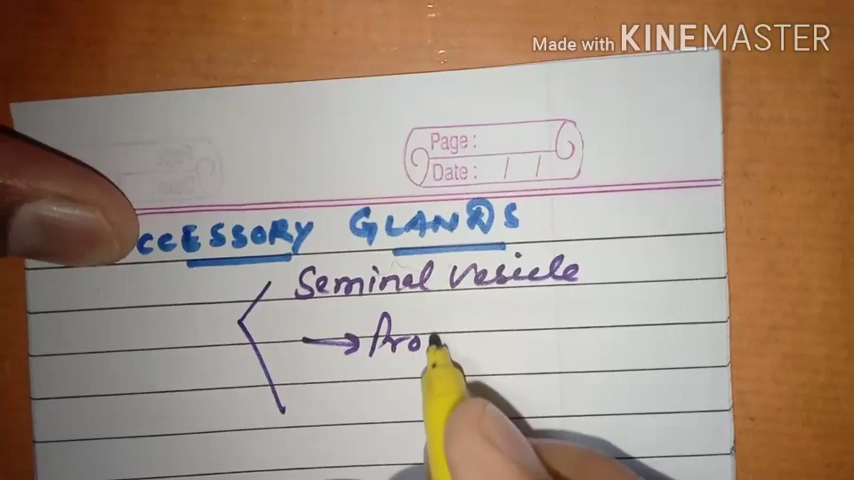 Made with KINEMASTER
Page :
Date : / /
CCESSORY GLANDS
Seminal Vesicle
→ Pro